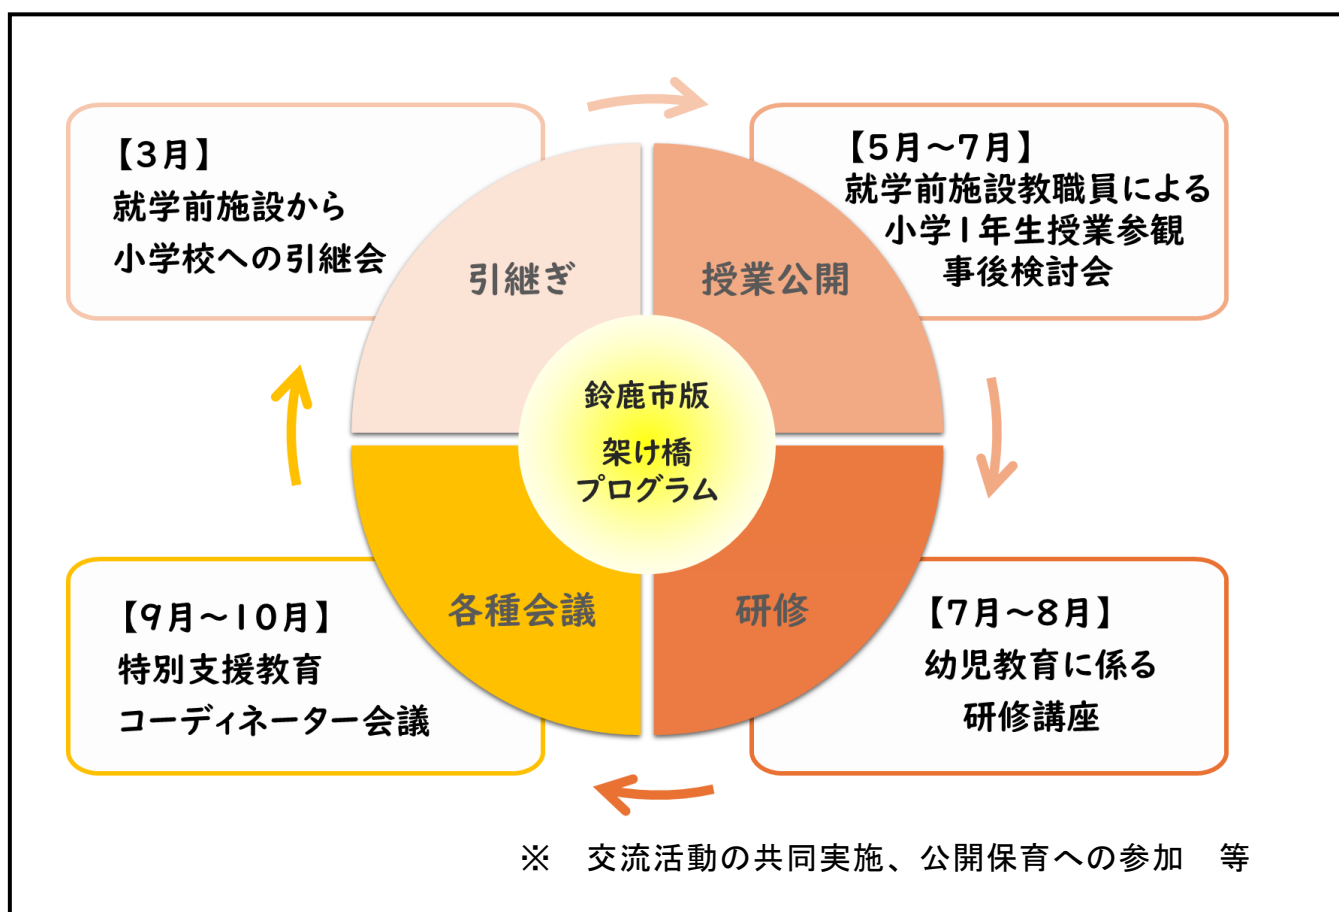 【3月】
就学前施設から
小学校への引継会
引継ぎ
【5月～7月】
就学前施設教職員による
小学1年生授業参観
事後検討会
授業公開
鈴鹿市版
架け橋
プログラム
【9月～10月】
特別支援教育
コーディネーター会議
各種会議
【7月～8月】
幼児教育に係る
研修講座
研修
※　交流活動の共同実施、公開保育への参加　等